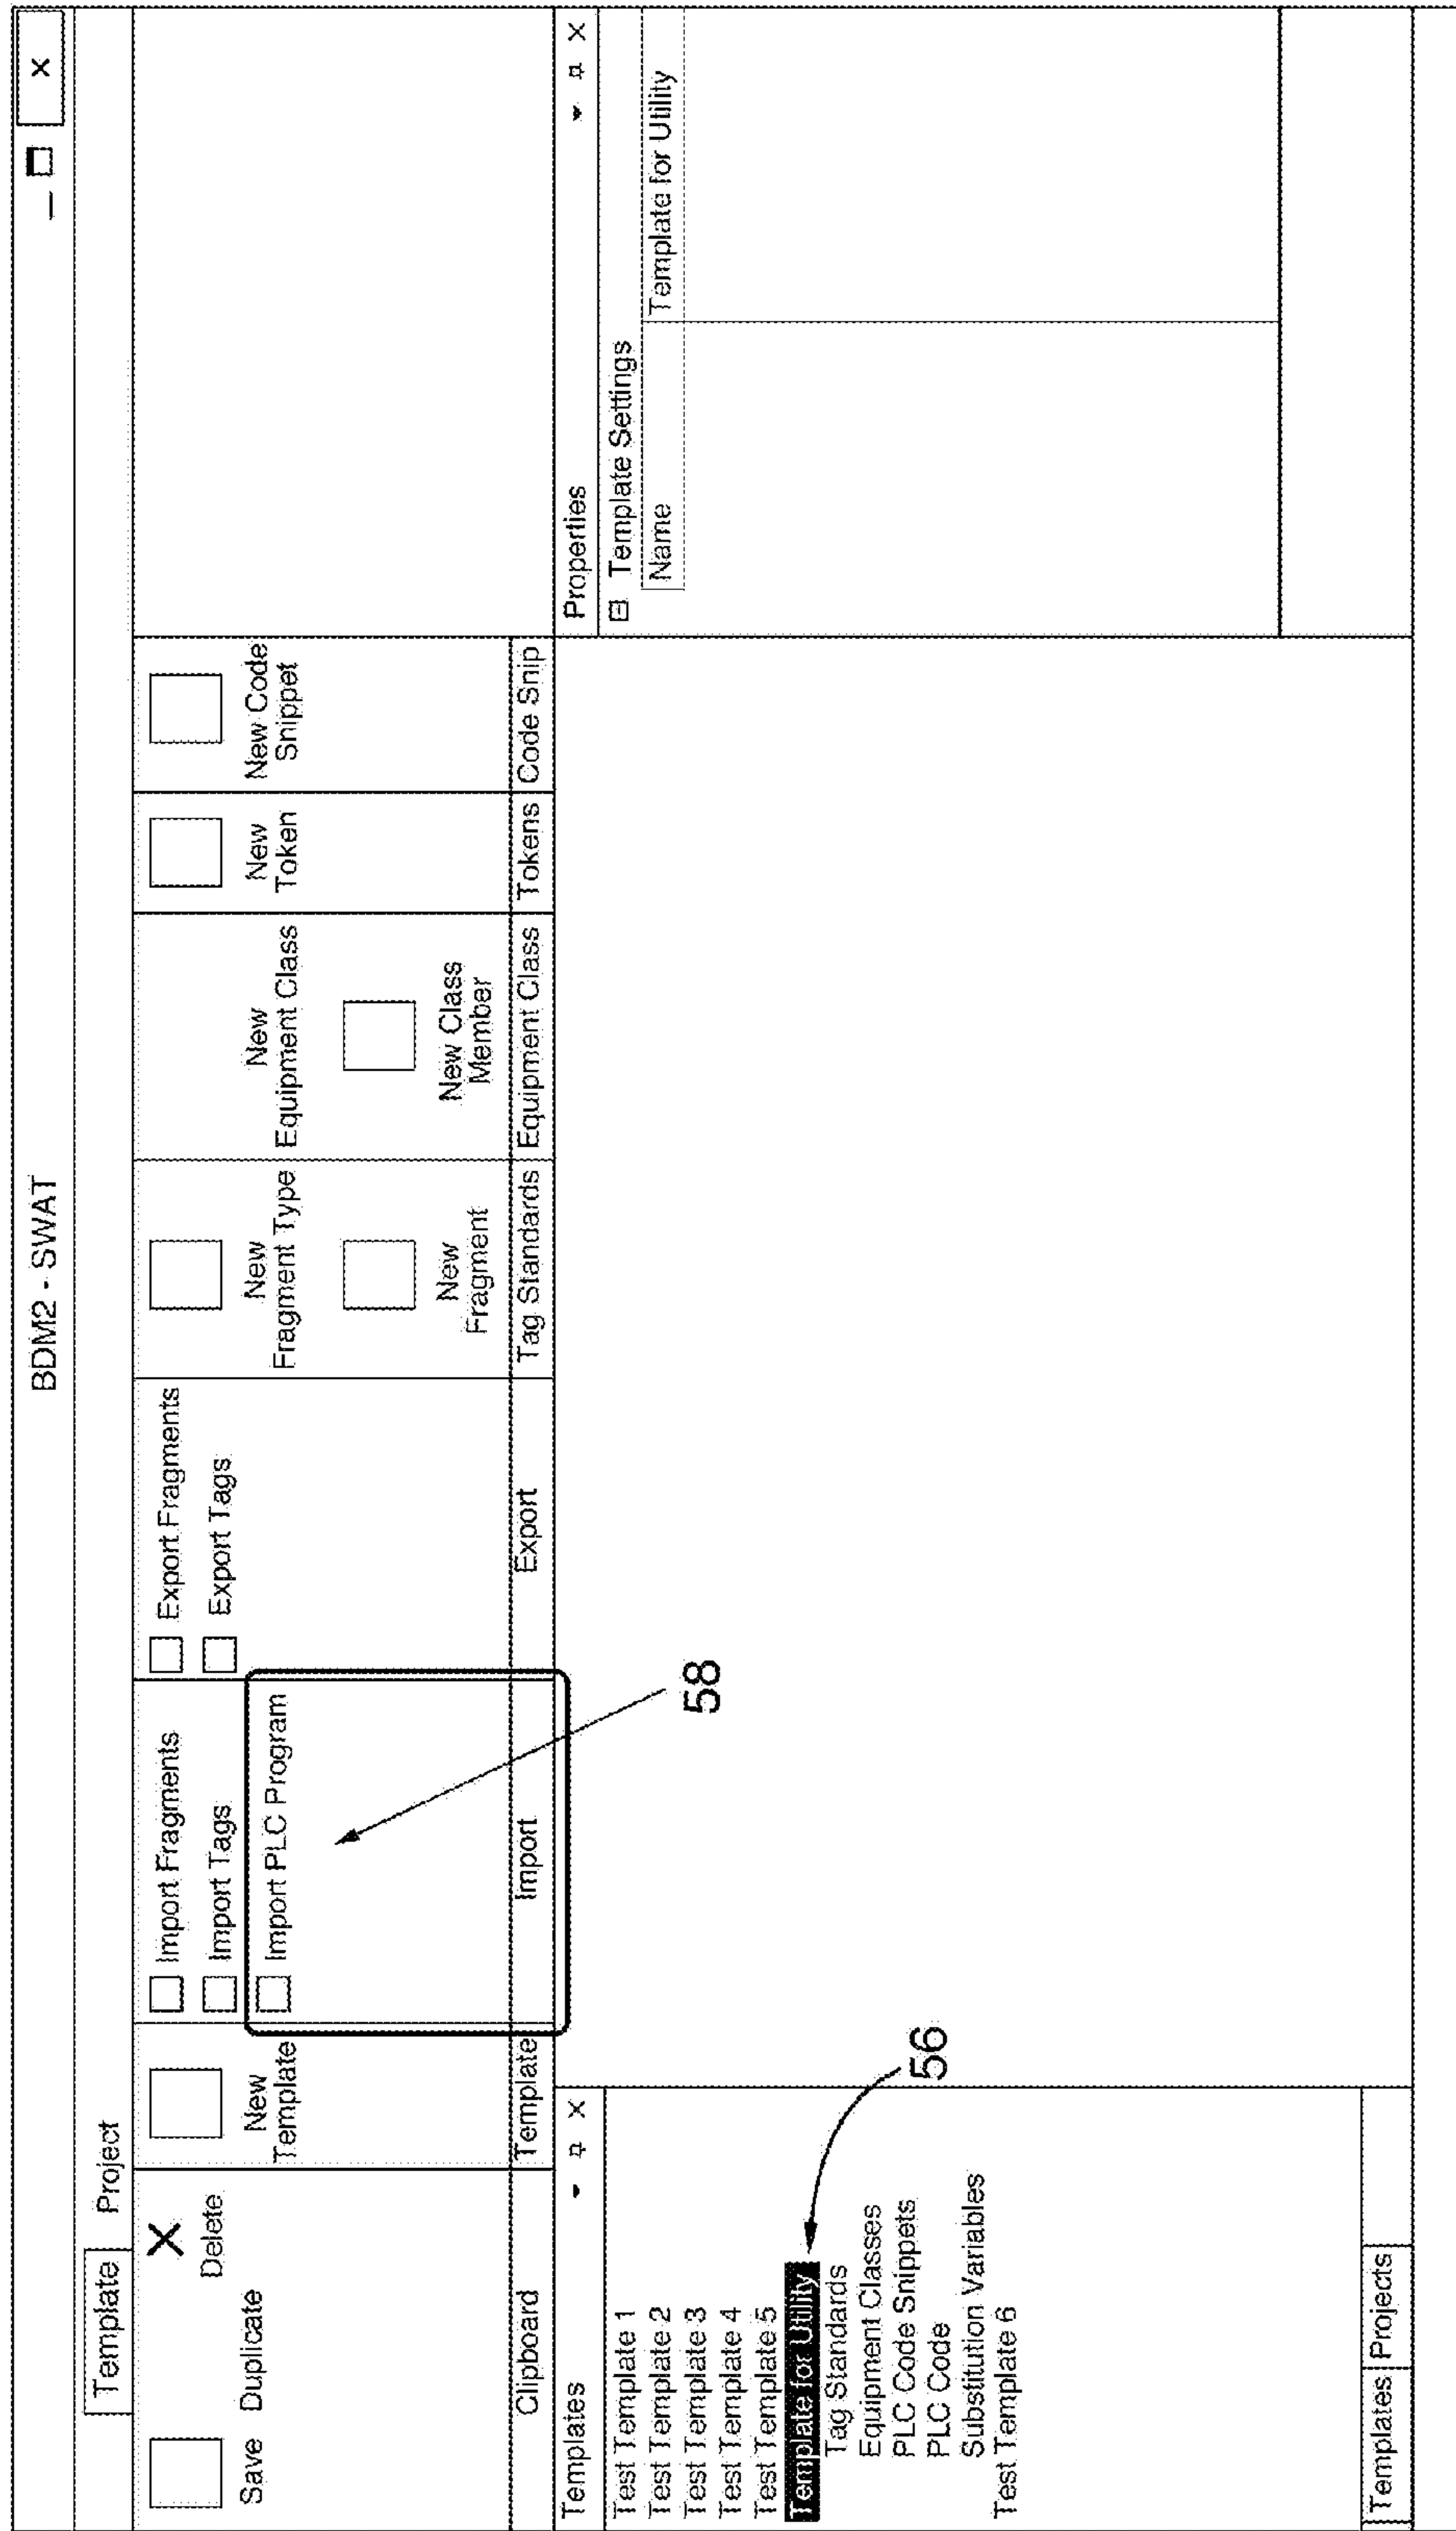 BDM2 - SWAT
X
Template Project
Save Duplicate
Delete
Clipboard
New
Template
Template
Import Fragments
Import Tags
Import PLC Program
Import
Export Fragments
Export Tags
Export
New
Fragment Type
New
Fragment
Tag Standards
New
Equipment Class
New Class
Member
Equipment Class
New
Token
Tokens
New Code
Snippet
Code Snip
58
Templates
Test Template 1
Test Template 2
Test Template 3
Test Template 4
Test Template 5
Template for Utility
Tag Standards
Equipment Classes
PLC Code Snippets
PLC Code
Substitution Variables
Test Template 6
56
Templates Projects
Properties
Template Settings
Name Template for Utility